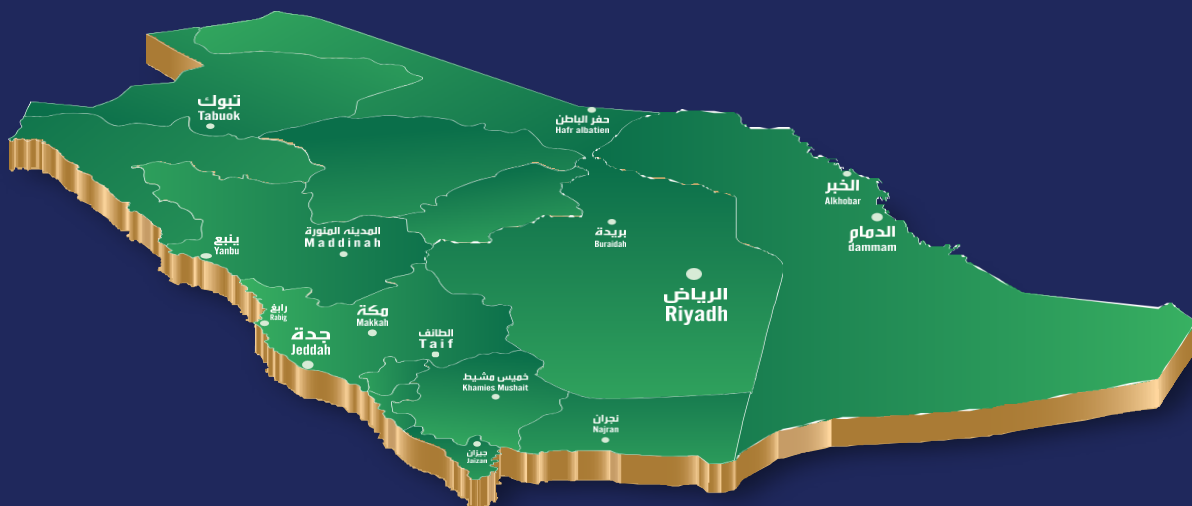 تبوك
Tabuok
حفر الباطن
Hafr albatien
الخبر
Alkhobar
الدمام
dammam
بريدة
Buraidah
المدينه المنورة
Maddinah
ينبع
Yanbu
الرياض
Riyadh
رابغ
Rabig
مكة
Makkah
جدة
Jeddah
الطائف
Taif
خميس مشيط
Khamies Mushait
نجران
Najran
جيزان
Jaizan